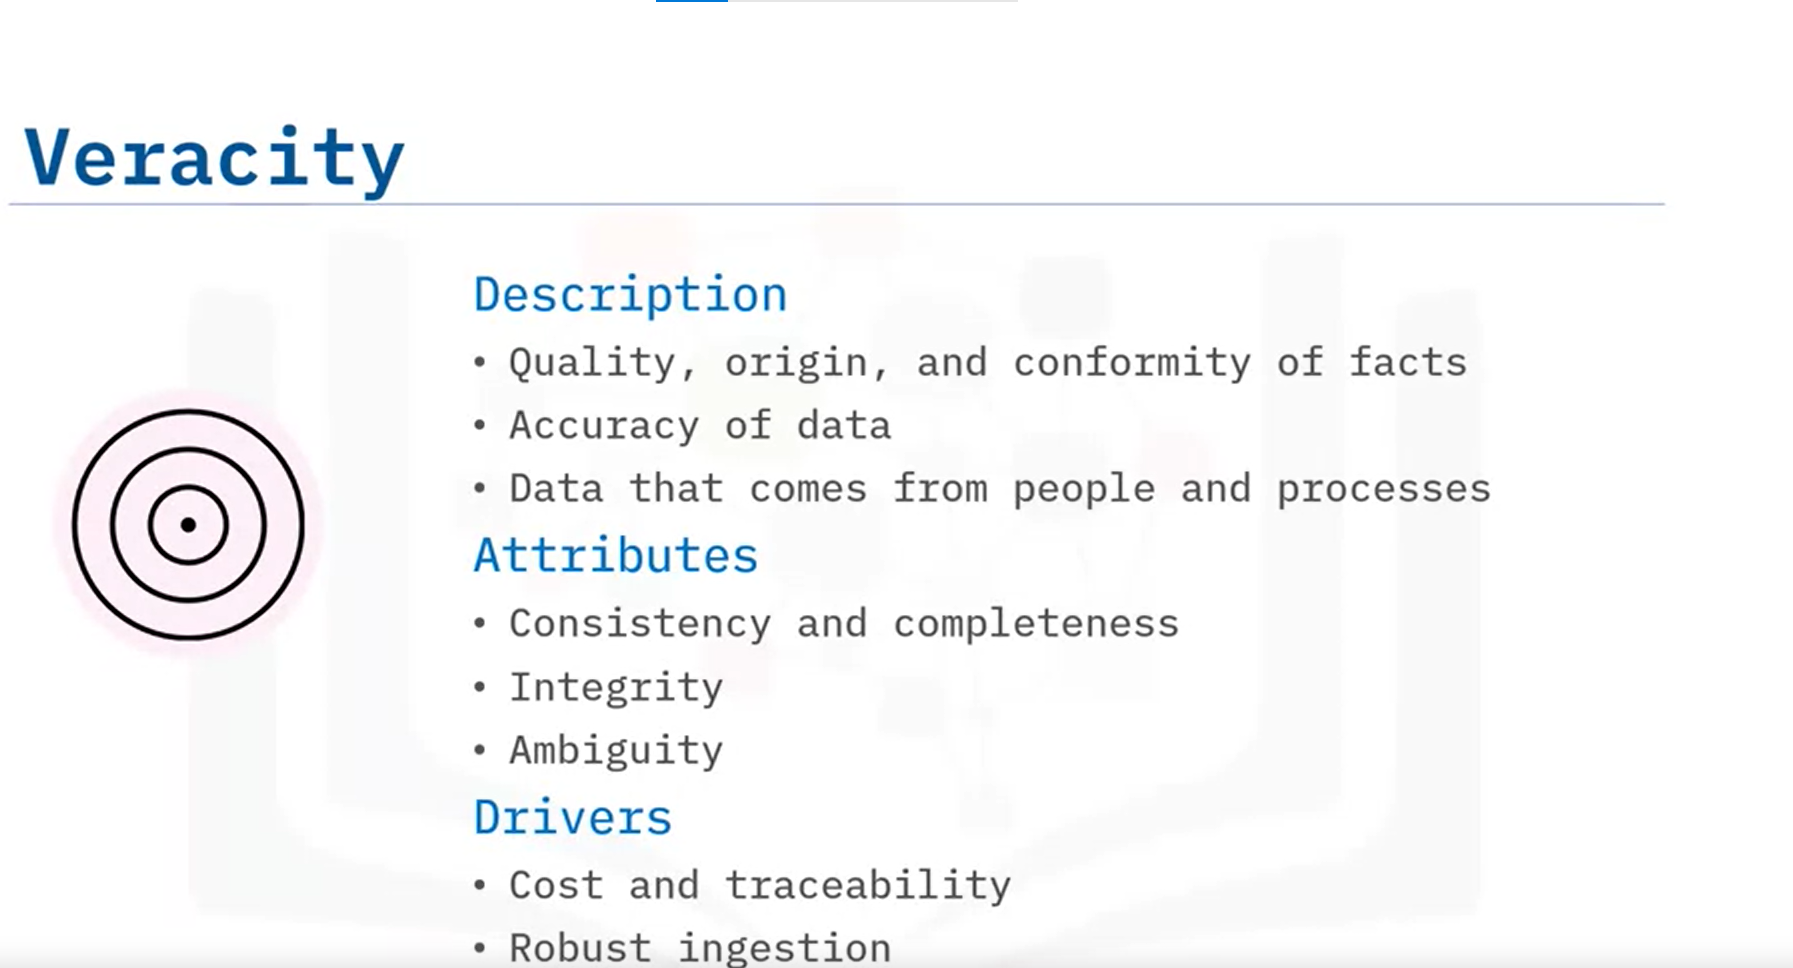 Veracity
Description
• Quality, origin, and conformity of facts
• Accuracy of data
• Data that comes from people and processes
Attributes
• Consistency and completeness
• Integrity
• Ambiguity
Drivers
• Cost and traceability
• Robust ingestion